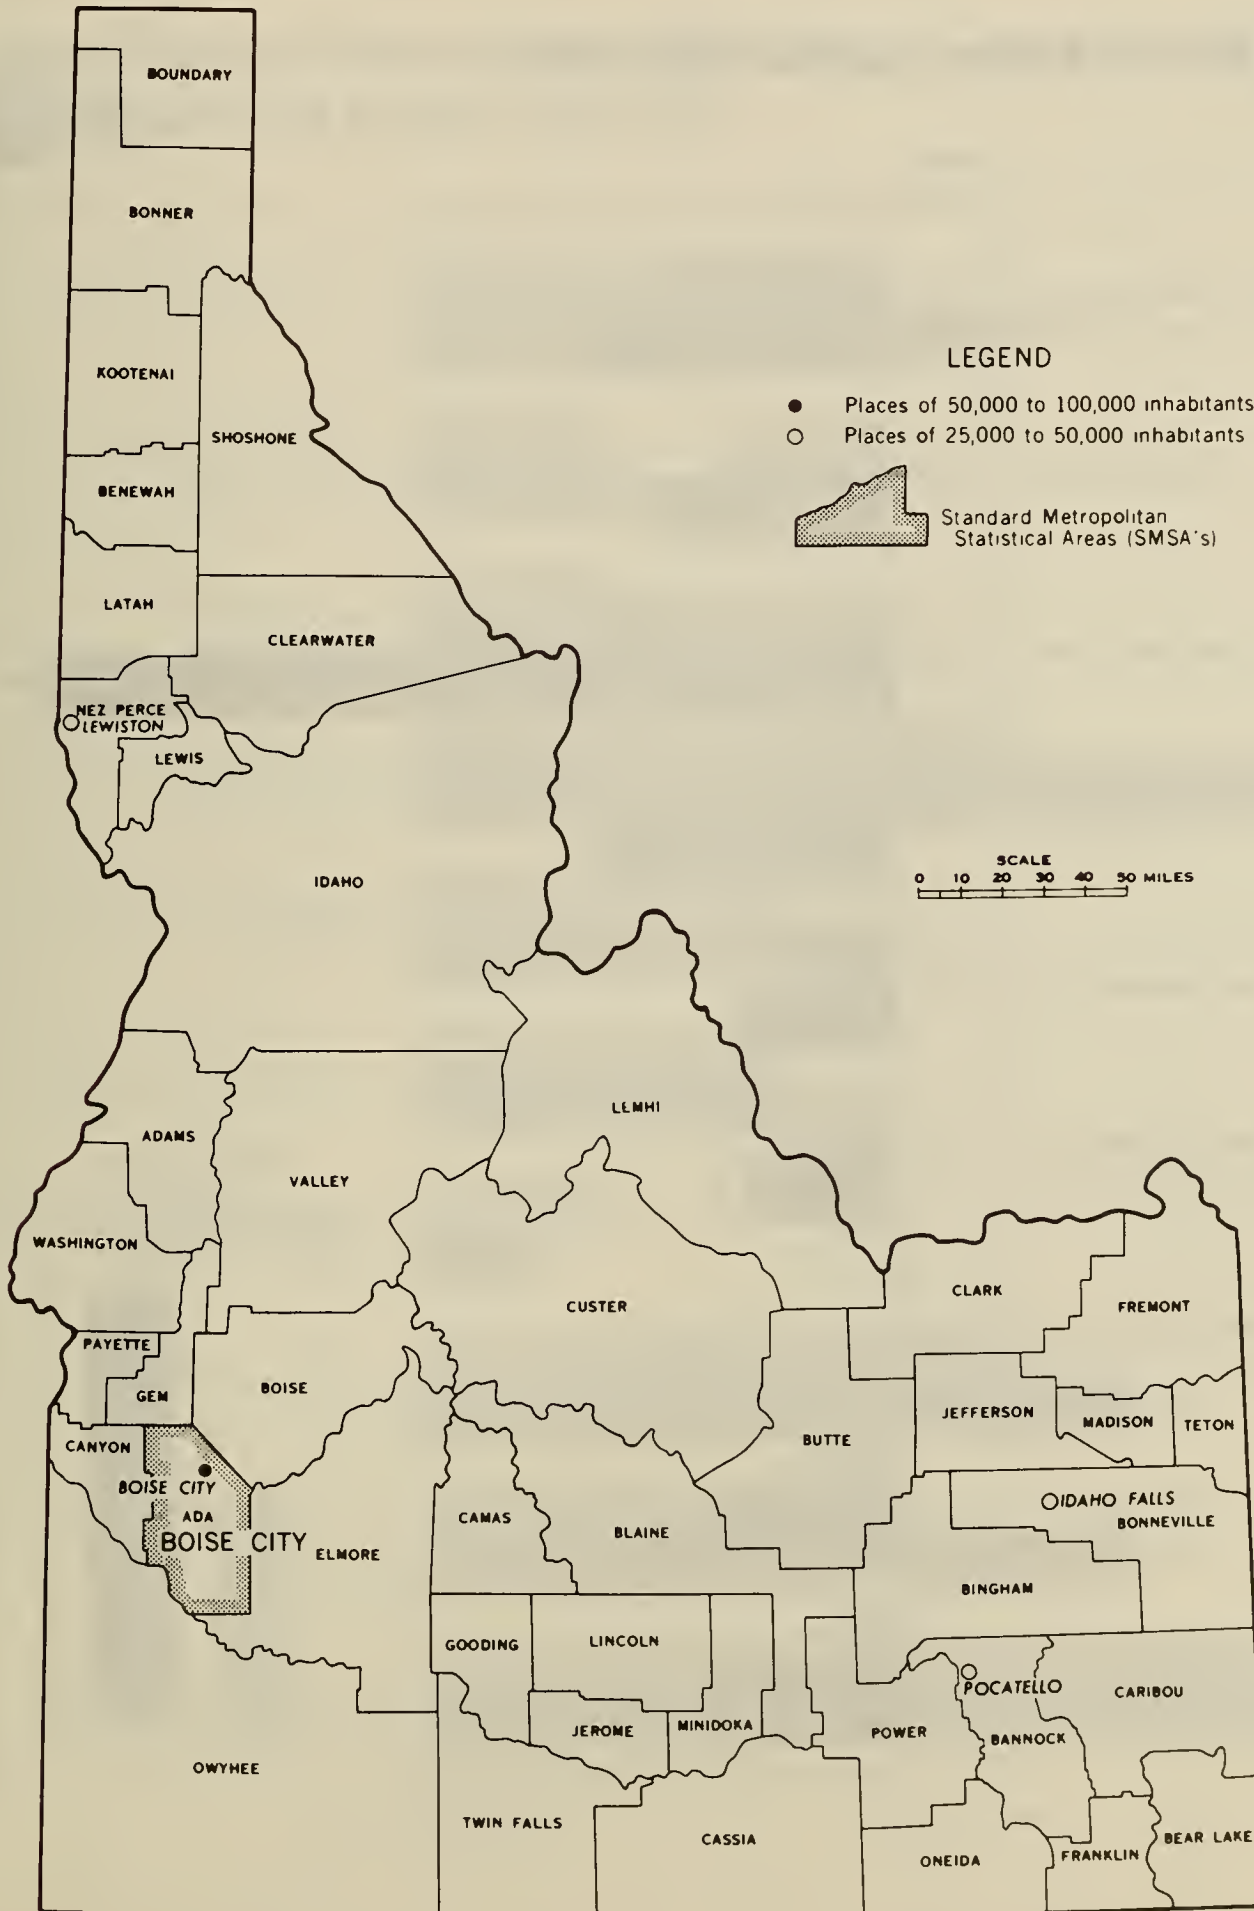 BOUNDARY
BONNER
LEGEND
Places of 50,000 to 100,000 inhabitants
Places of 25,000 to 50,000 inhabitants
Standard Metropolitan
Statistical Areas (SMSA's)
KOOTENAI
SHOSHONE
BENEWAH
LATAH
CLEARWATER
NEZ PERCE
LEWISTON
LEWIS
SCALE
0 10 20 30 40 50 MILES
IDAHO
LEMHI
ADAMS
VALLEY
WASHINGTON
CUSTER
CLARK
FREMONT
PAYETTE
GEM
BOISE
JEFFERSON
MADISON
TETON
CANYON
BUTTE
BOISE CITY
ADA
BOISE CITY
ELMORE
CAMAS
BLAINE
IDAHO FALLS
BONNEVILLE
BINGHAM
GOODING
LINCOLN
JEROME
MINIDOKA
POCATELLO
CARIBOU
POWER
BANNOCK
OWYHEE
TWIN FALLS
CASSIA
ONEIDA
FRANKLIN
BEAR LAKE